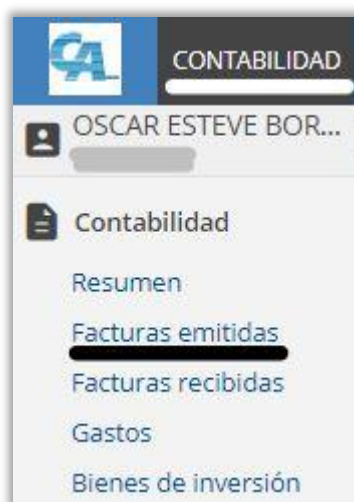 CA
CONTABILIDAD
OSCAR ESTEVE BOR...
Contabilidad
Resumen
Facturas emitidas
Facturas recibidas
Gastos
Bienes de inversión